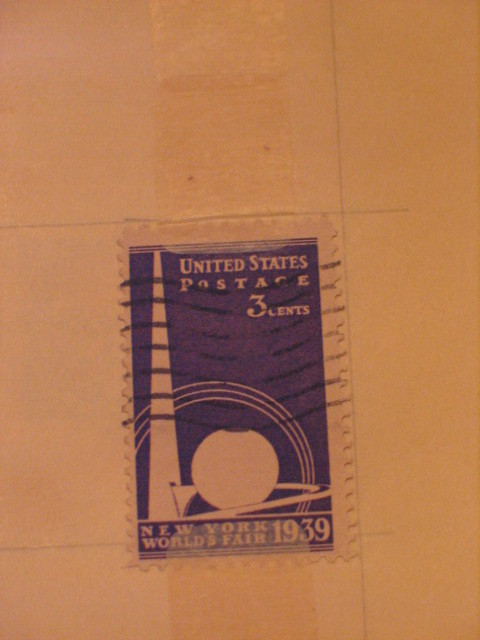 UNITED STATES
POSTAGE
3 CENTS
NEW YORK
WORLD'S FAIR 1939